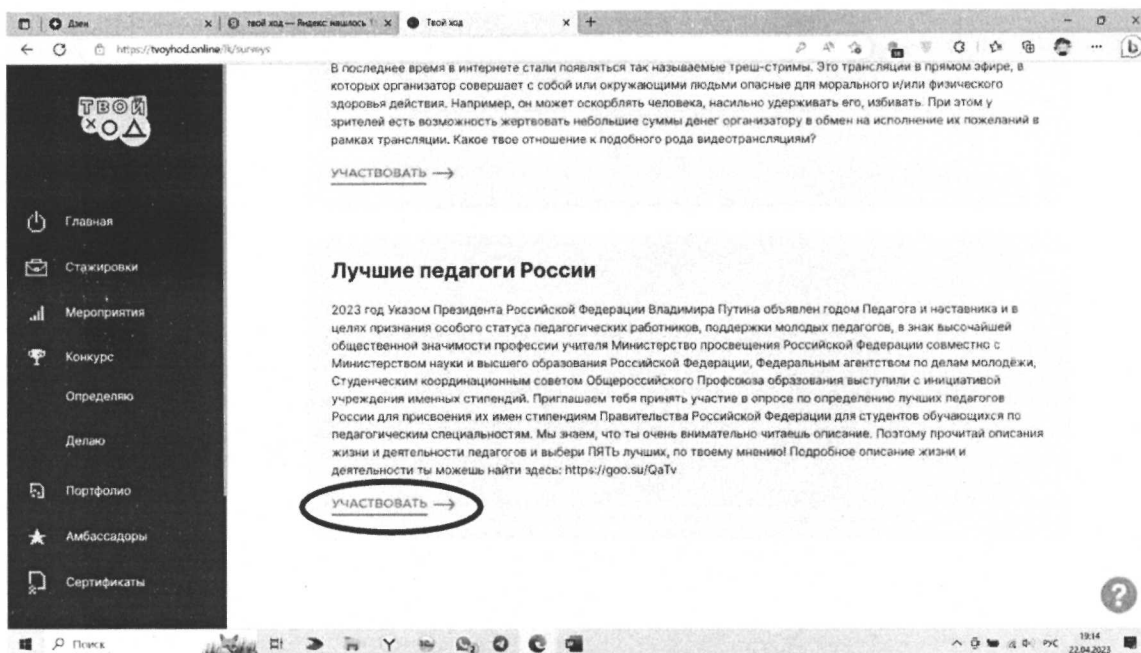 Дзен
твой ход — Яндекс: нашлось
Твой ход
https://tvoyhod.online/lk/surveys
ТВОЙ
ХОД
Главная
Стажировки
Мероприятия
Конкурс
Определяю
Делаю
Портфолио
Амбассадоры
Сертификаты
В последнее время в интернете стали появляться так называемые треш-стримы. Это трансляции в прямом эфире, в
которых организатор совершает с собой или окружающими людьми опасные для морального и/или физического
здоровья действия. Например, он может оскорблять человека, насильно удерживать его, избивать. При этом у
зрителей есть возможность жертвовать небольшие суммы денег организатору в обмен на исполнение их пожеланий в
рамках трансляции. Какое твое отношение к подобного рода видеотрансляциям?
УЧАСТВОВАТЬ
Лучшие педагоги России
2023 год Указом Президента Российской Федерации Владимира Путина объявлен годом Педагога и наставника и в
целях признания особого статуса педагогических работников, поддержки молодых педагогов, в знак высочайшей
общественной значимости профессии учителя Министерство просвещения Российской Федерации совместно с
Министерством науки и высшего образования Российской Федерации, Федеральным агентством по делам молодёжи,
Студенческим координационным советом Общероссийского Профсоюза образования выступили с инициативой
учреждения именных стипендий. Приглашаем тебя принять участие в опросе по определению лучших педагогов
России для присвоения их имен стипендиям Правительства Российской Федерации для студентов обучающихся по
педагогическим специальностям. Мы знаем, что ты очень внимательно читаешь описание. Поэтому прочитай описания
жизни и деятельности педагогов и выбери ПЯТЬ лучших, по твоему мнению! Подробное описание жизни и
деятельности ты можешь найти здесь: https://goo.su/QaTv
УЧАСТВОВАТЬ
?
Поиск
РУС
19:14
22.04.2023